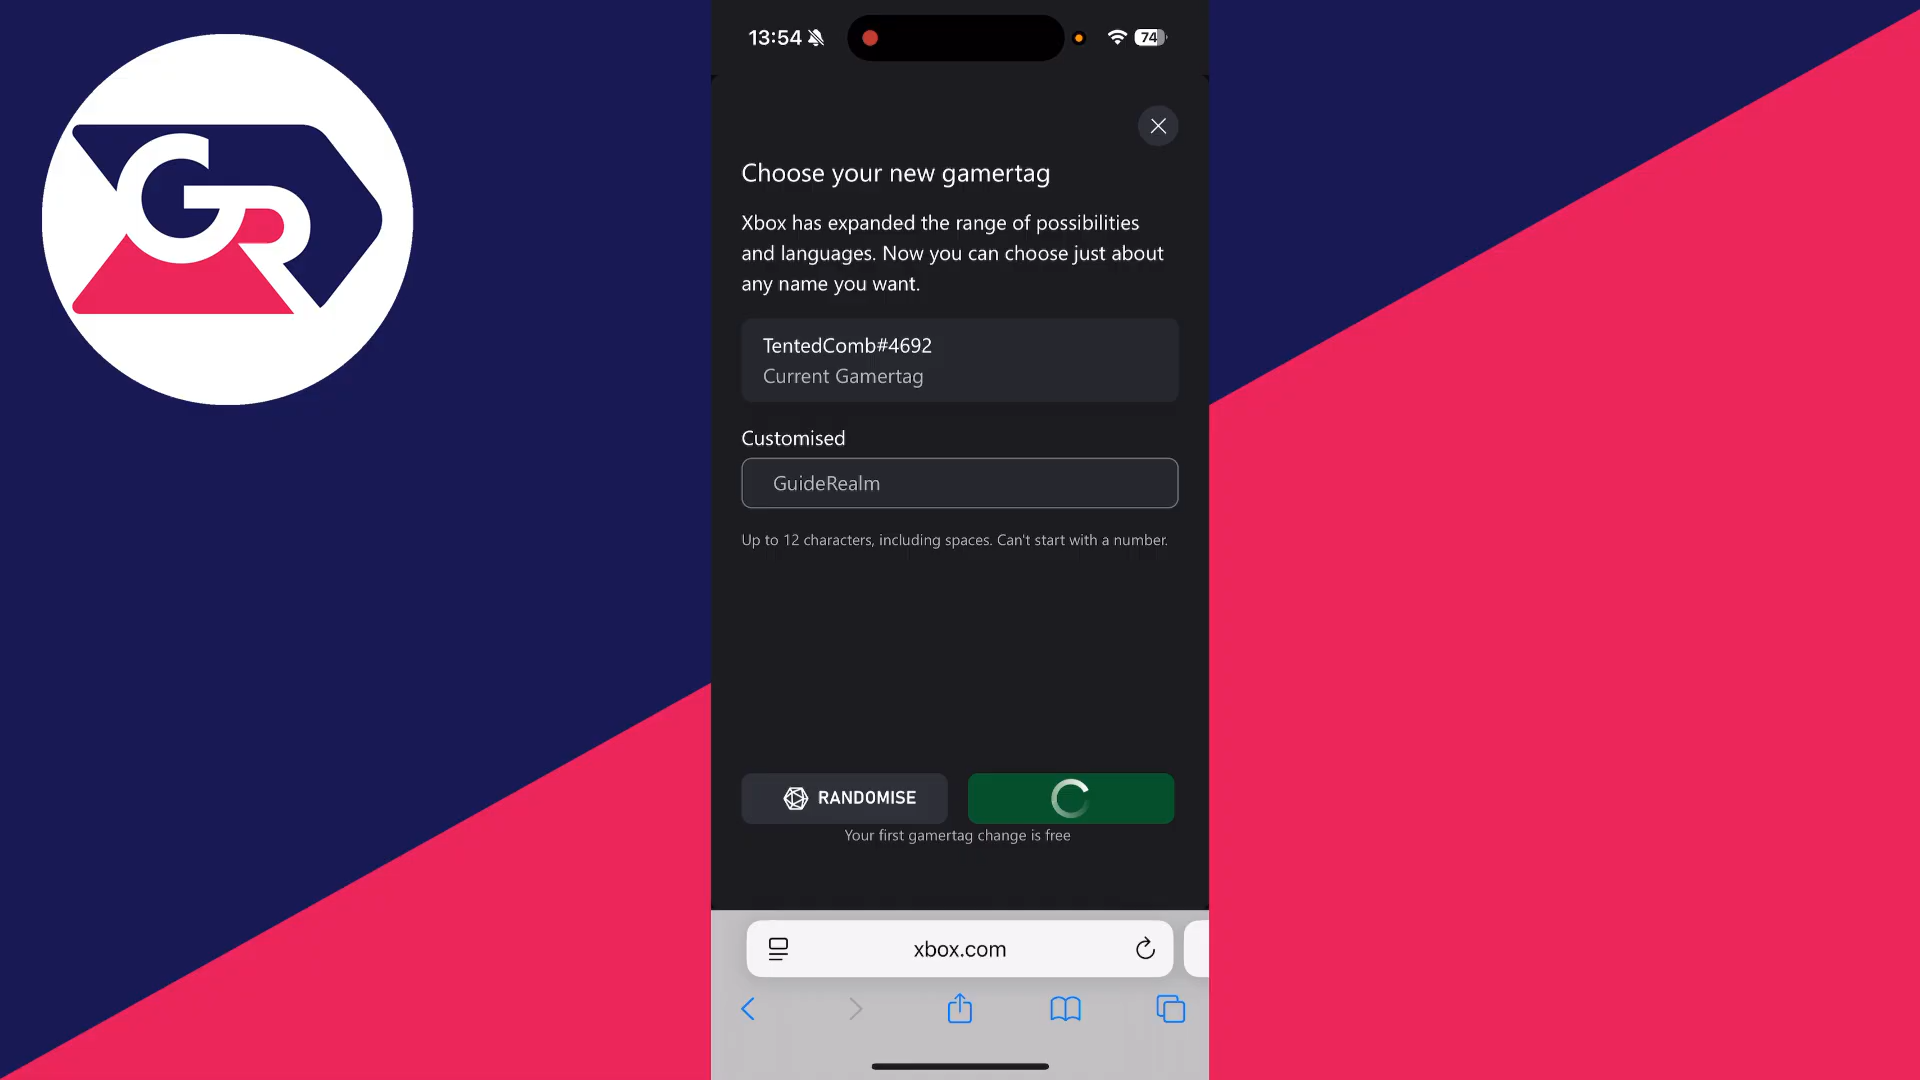 GR
13:54
74
Choose your new gamertag
Xbox has expanded the range of possibilities
and languages. Now you can choose just about
any name you want.
TentedComb#4692
Current Gamertag
Customised
GuideRealm
Up to 12 characters, including spaces. Can't start with a number.
RANDOMISE
Your first gamertag change is free
xbox.com